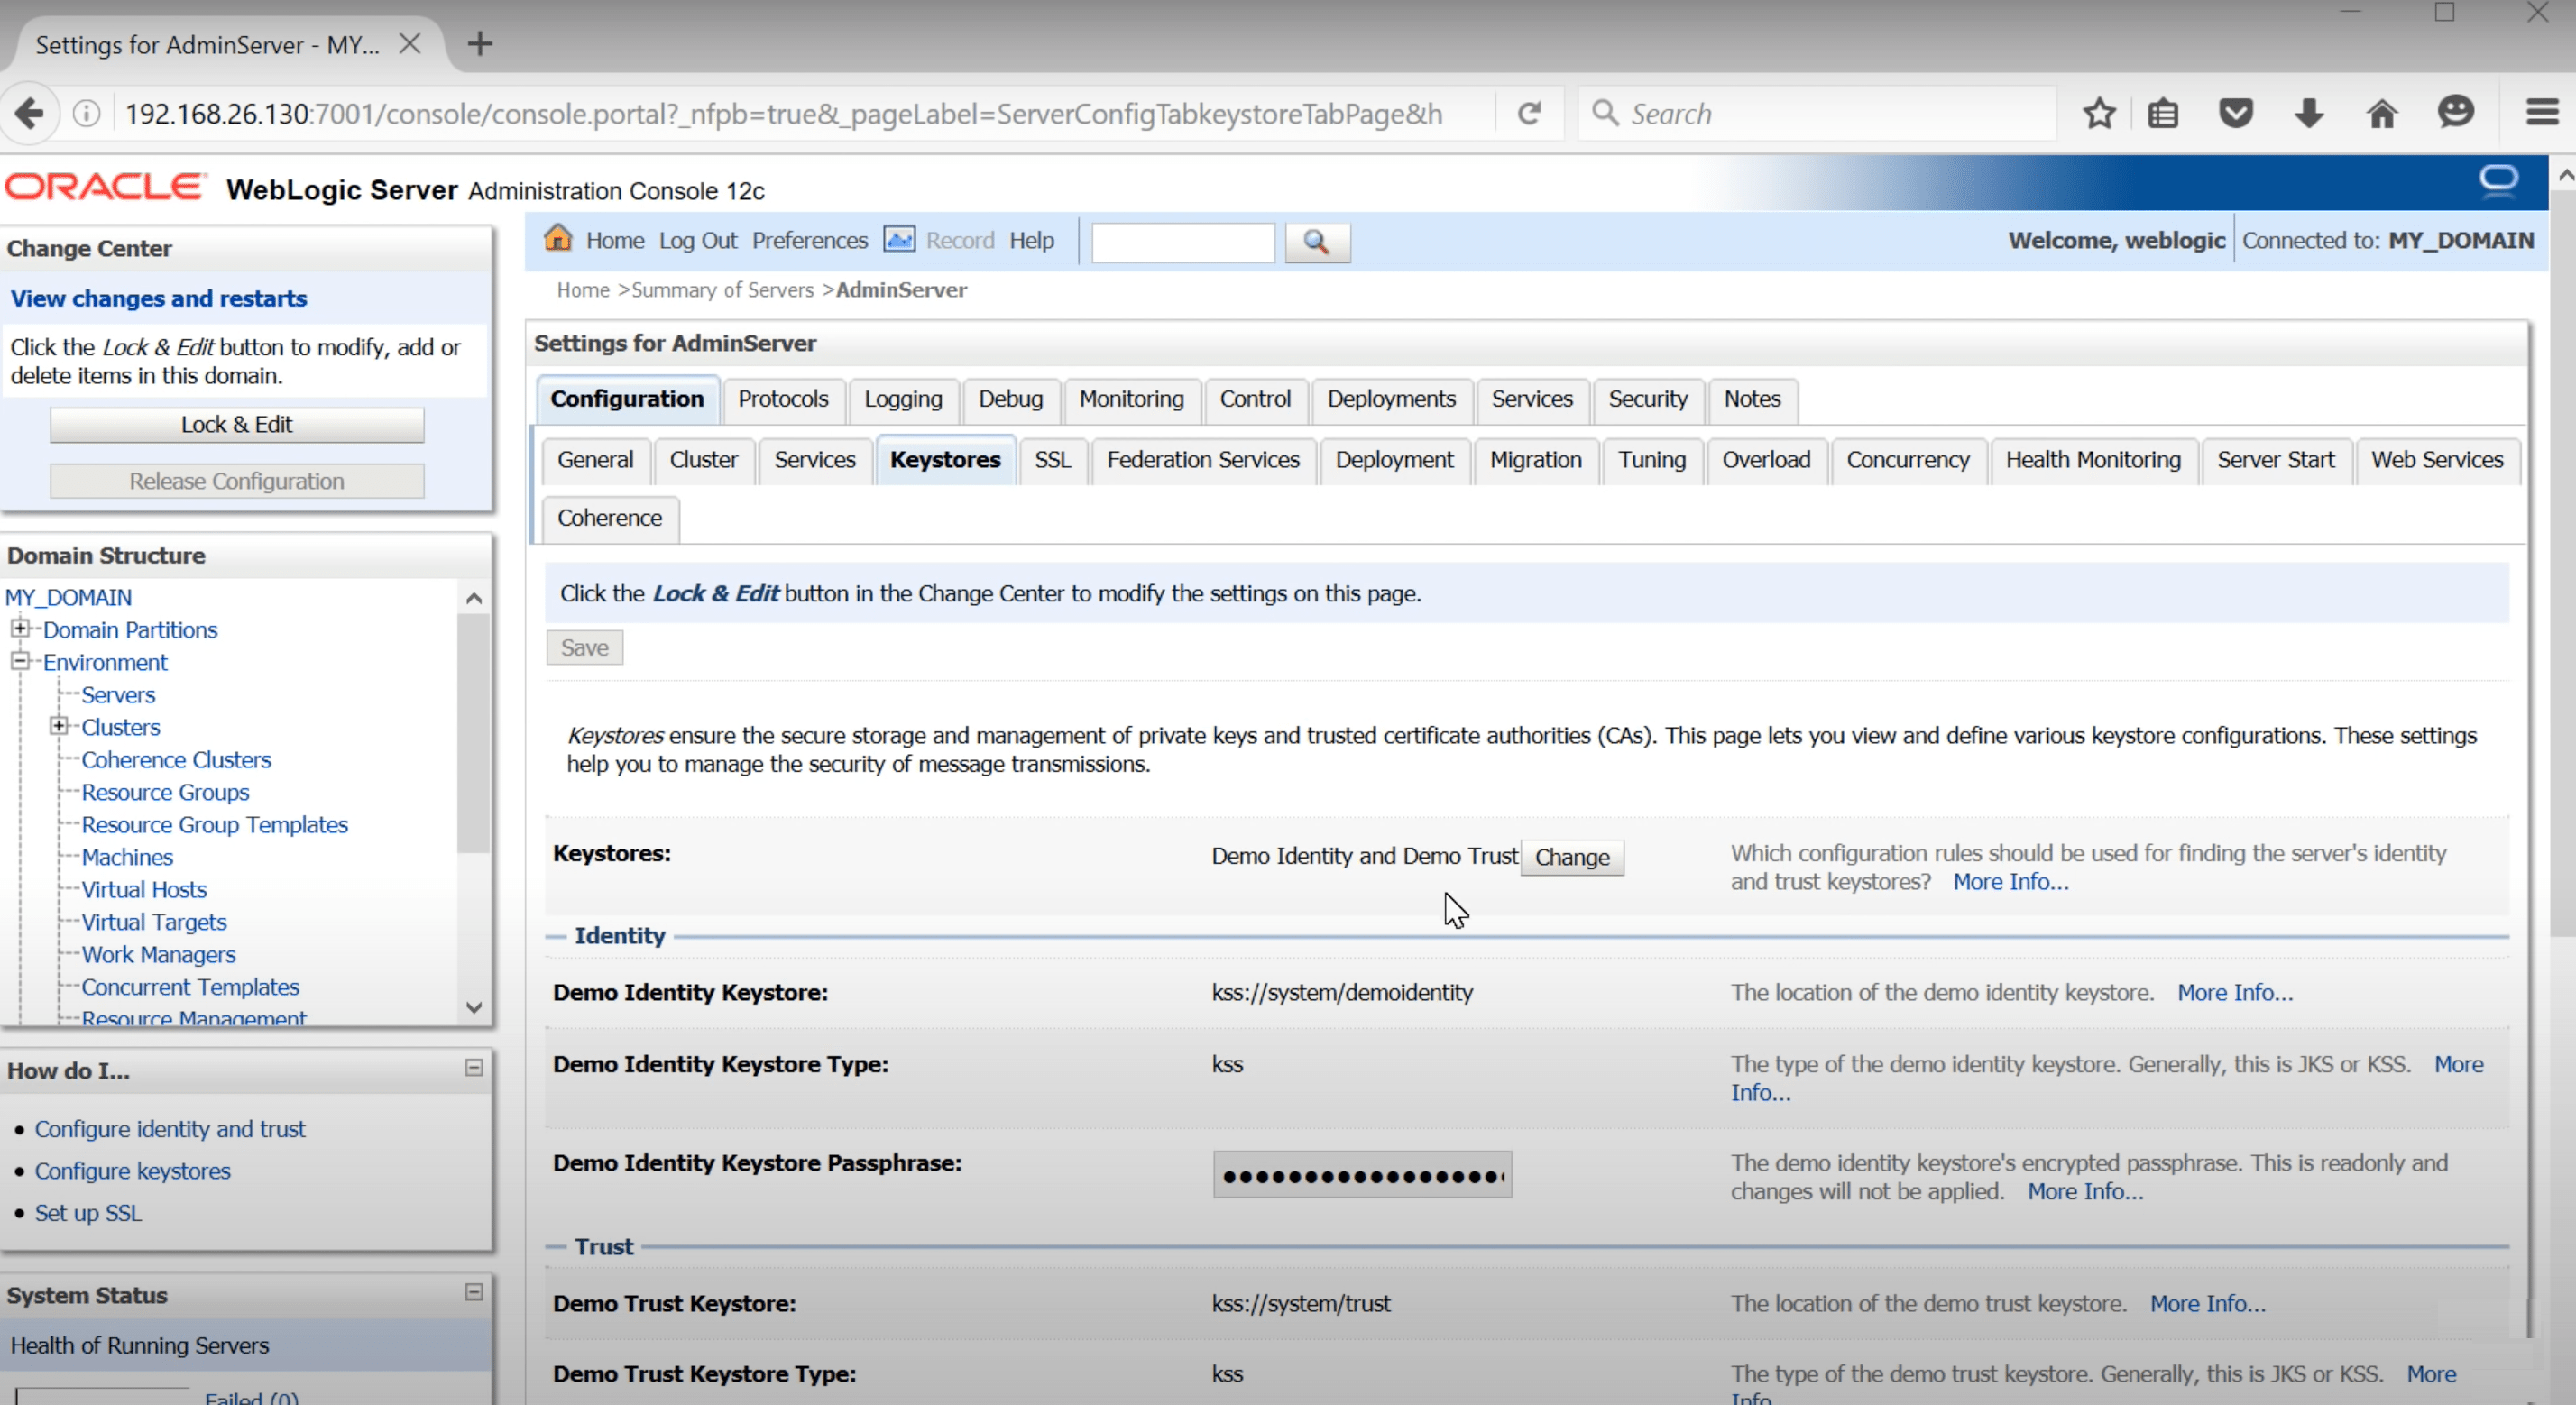 Settings for AdminServer - MY...
192.168.26.130:7001/console/console.portal?_nfpb=true&_pageLabel=ServerConfigTabkeystoreTabPage&h
Search
ORACLE WebLogic Server Administration Console 12c
Change Center
View changes and restarts
Click the Lock & Edit button to modify, add or
delete items in this domain.
Lock & Edit
Release Configuration
Domain Structure
MY_DOMAIN
Domain Partitions
Environment
Servers
Clusters
Coherence Clusters
Resource Groups
Resource Group Templates
Machines
Virtual Hosts
Virtual Targets
Work Managers
Concurrent Templates
Resource Management
How do I...
Configure identity and trust
Configure keystores
Set up SSL
System Status
Health of Running Servers
Failed (0)
Home Log Out Preferences Record Help
Welcome, weblogic Connected to: MY_DOMAIN
Home >Summary of Servers >AdminServer
Settings for AdminServer
Configuration Protocols Logging Debug Monitoring Control Deployments Services Security Notes
General Cluster Services Keystores SSL Federation Services Deployment Migration Tuning Overload Concurrency Health Monitoring Server Start Web Services
Coherence
Click the Lock & Edit button in the Change Center to modify the settings on this page.
Save
Keystores ensure the secure storage and management of private keys and trusted certificate authorities (CAs). This page lets you view and define various keystore configurations. These settings
help you to manage the security of message transmissions.
Keystores: Demo Identity and Demo Trust Change Which configuration rules should be used for finding the server's identity
and trust keystores? More Info...
Identity
Demo Identity Keystore: kss://system/demoidentity The location of the demo identity keystore. More Info...
Demo Identity Keystore Type: kss The type of the demo identity keystore. Generally, this is JKS or KSS. More
Info...
Demo Identity Keystore Passphrase: The demo identity keystore's encrypted passphrase. This is readonly and
changes will not be applied. More Info...
Trust
Demo Trust Keystore: kss://system/trust The location of the demo trust keystore. More Info...
Demo Trust Keystore Type: kss The type of the demo trust keystore. Generally, this is JKS or KSS. More
Info